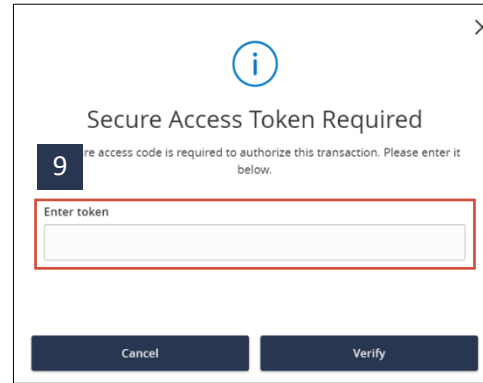 Secure Access Token Required
9
access code is required to authorize this transaction. Please enter it
below.
Enter token
Cancel
Verify